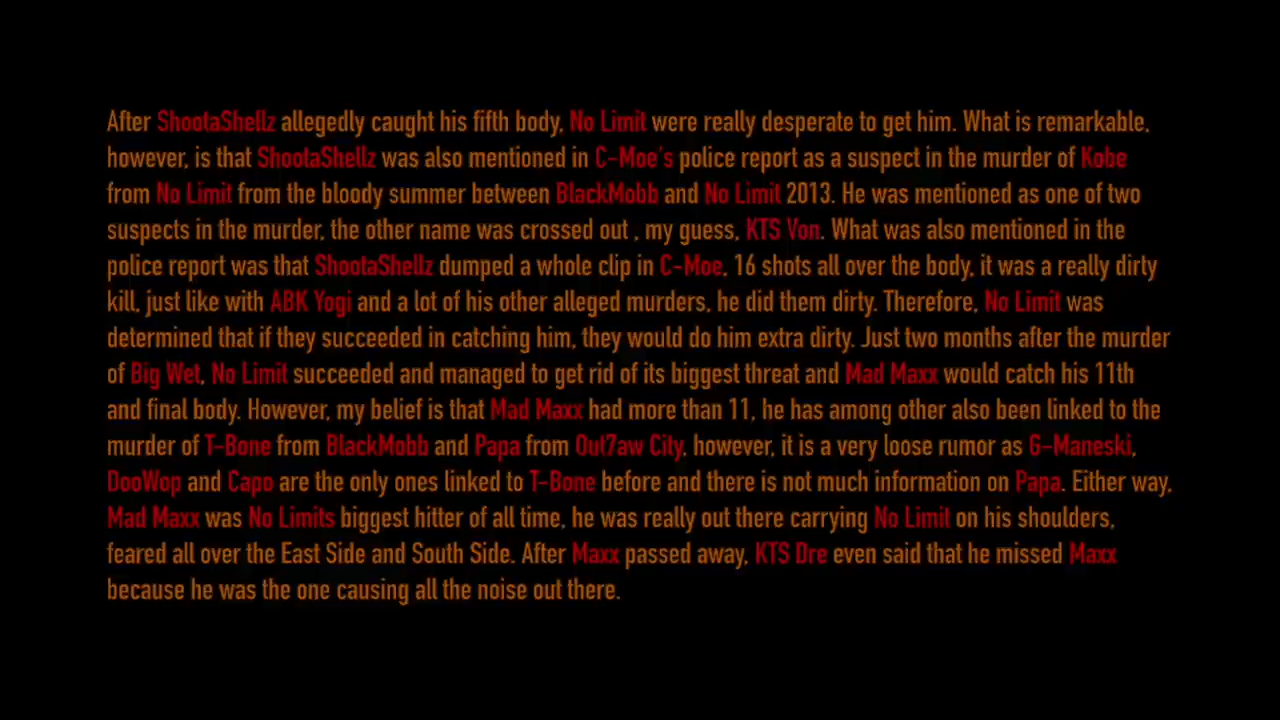 After ShootaShellz allegedly caught his fifth body, No Limit were really desperate to get him. What is remarkable,
however, is that ShootaShellz was also mentioned in C-Moe's police report as a suspect in the murder of Kobe
from No Limit from the bloody summer between BlackMobb and No Limit 2013. He was mentioned as one of two
suspects in the murder, the other name was crossed out , my guess, KTS Von. What was also mentioned in the
police report was that ShootaShellz dumped a whole clip in C-Moe, 16 shots all over the body, it was a really dirty
kill, just like with ABK Yogi and a lot of his other alleged murders, he did them dirty. Therefore, No Limit was
determined that if they succeeded in catching him, they would do him extra dirty. Just two months after the murder
of Big Wet, No Limit succeeded and managed to get rid of its biggest threat and Mad Maxx would catch his 11th
and final body. However, my belief is that Mad Maxx had more than 11, he has among other also been linked to the
murder of T-Bone from BlackMobb and Papa from Out7aw City, however, it is a very loose rumor as G-Maneski,
DooWop and Capo are the only ones linked to T-Bone before and there is not much information on Papa. Either way,
Mad Maxx was No Limits biggest hitter of all time, he was really out there carrying No Limit on his shoulders,
feared all over the East Side and South Side. After Maxx passed away, KTS Dre even said that he missed Maxx
because he was the one causing all the noise out there.